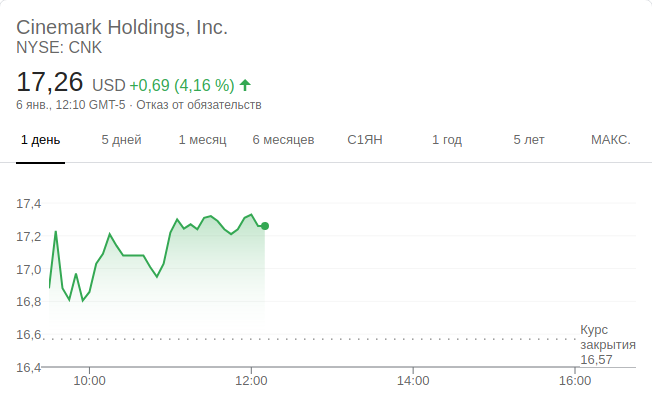 Cinemark Holdings, Inc.
NYSE: CNK
17,26 USD +0,69 (4,16 %)
6 янв., 12:10 GMT-5 · Отказ от обязательств
1 день 5 дней 1 месяц 6 месяцев С1ЯН 1 год 5 лет МАКС.
17,4
17,2
17,0
16,8
16,6
16,4
Курс
закрытия
16,57
10:00 12:00 14:00 16:00